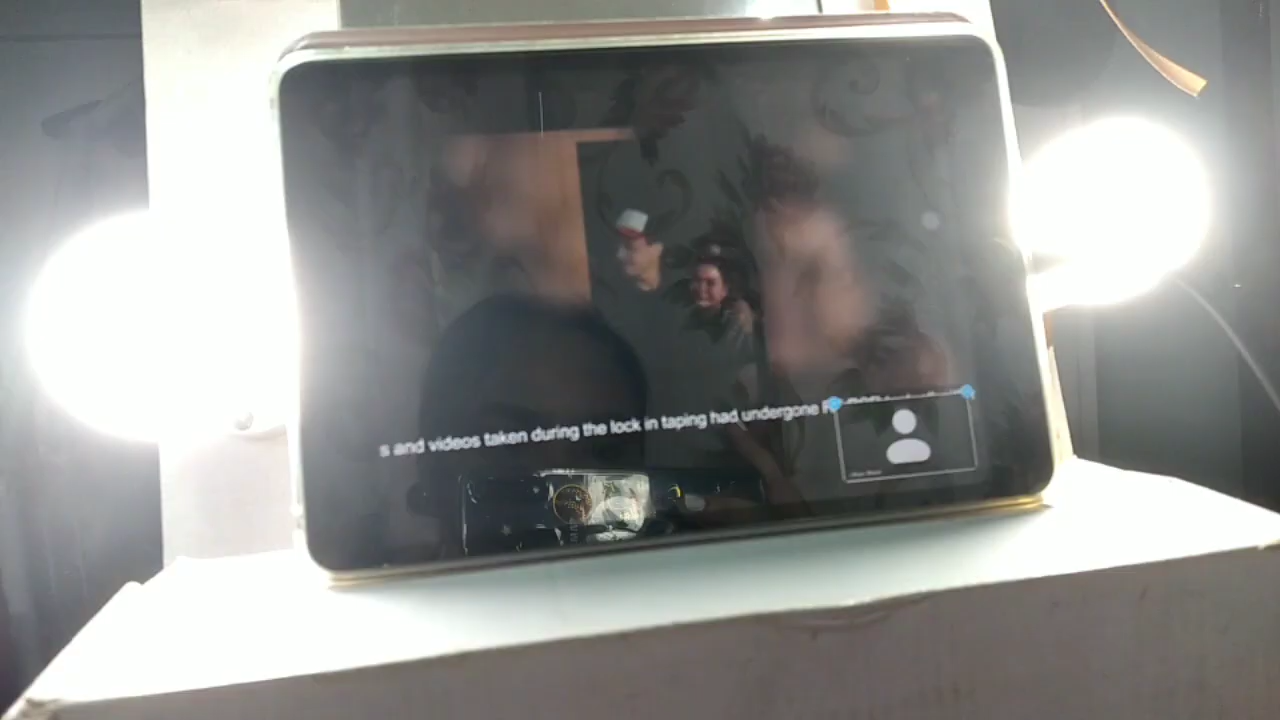 s and videos taken during the lock in taping had undergone